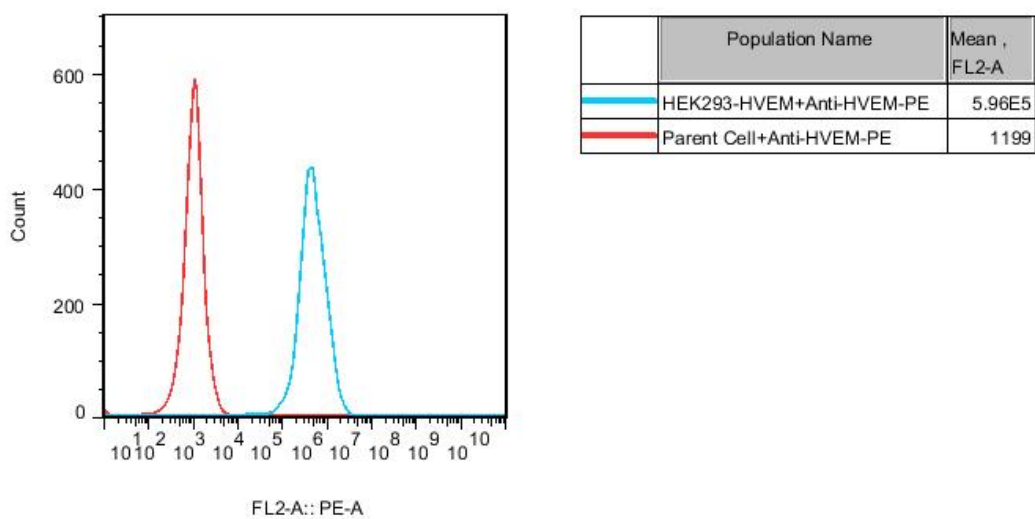 600
400
200
0
Count
10 1 10 2 10 3 10 4 10 5 10 6 10 7 10 8 10 9 10 10
FL2-A:: PE-A
Population Name Mean , FL2-A
HEK293-HVEM+Anti-HVEM-PE 5.96E5
Parent Cell+Anti-HVEM-PE 1199